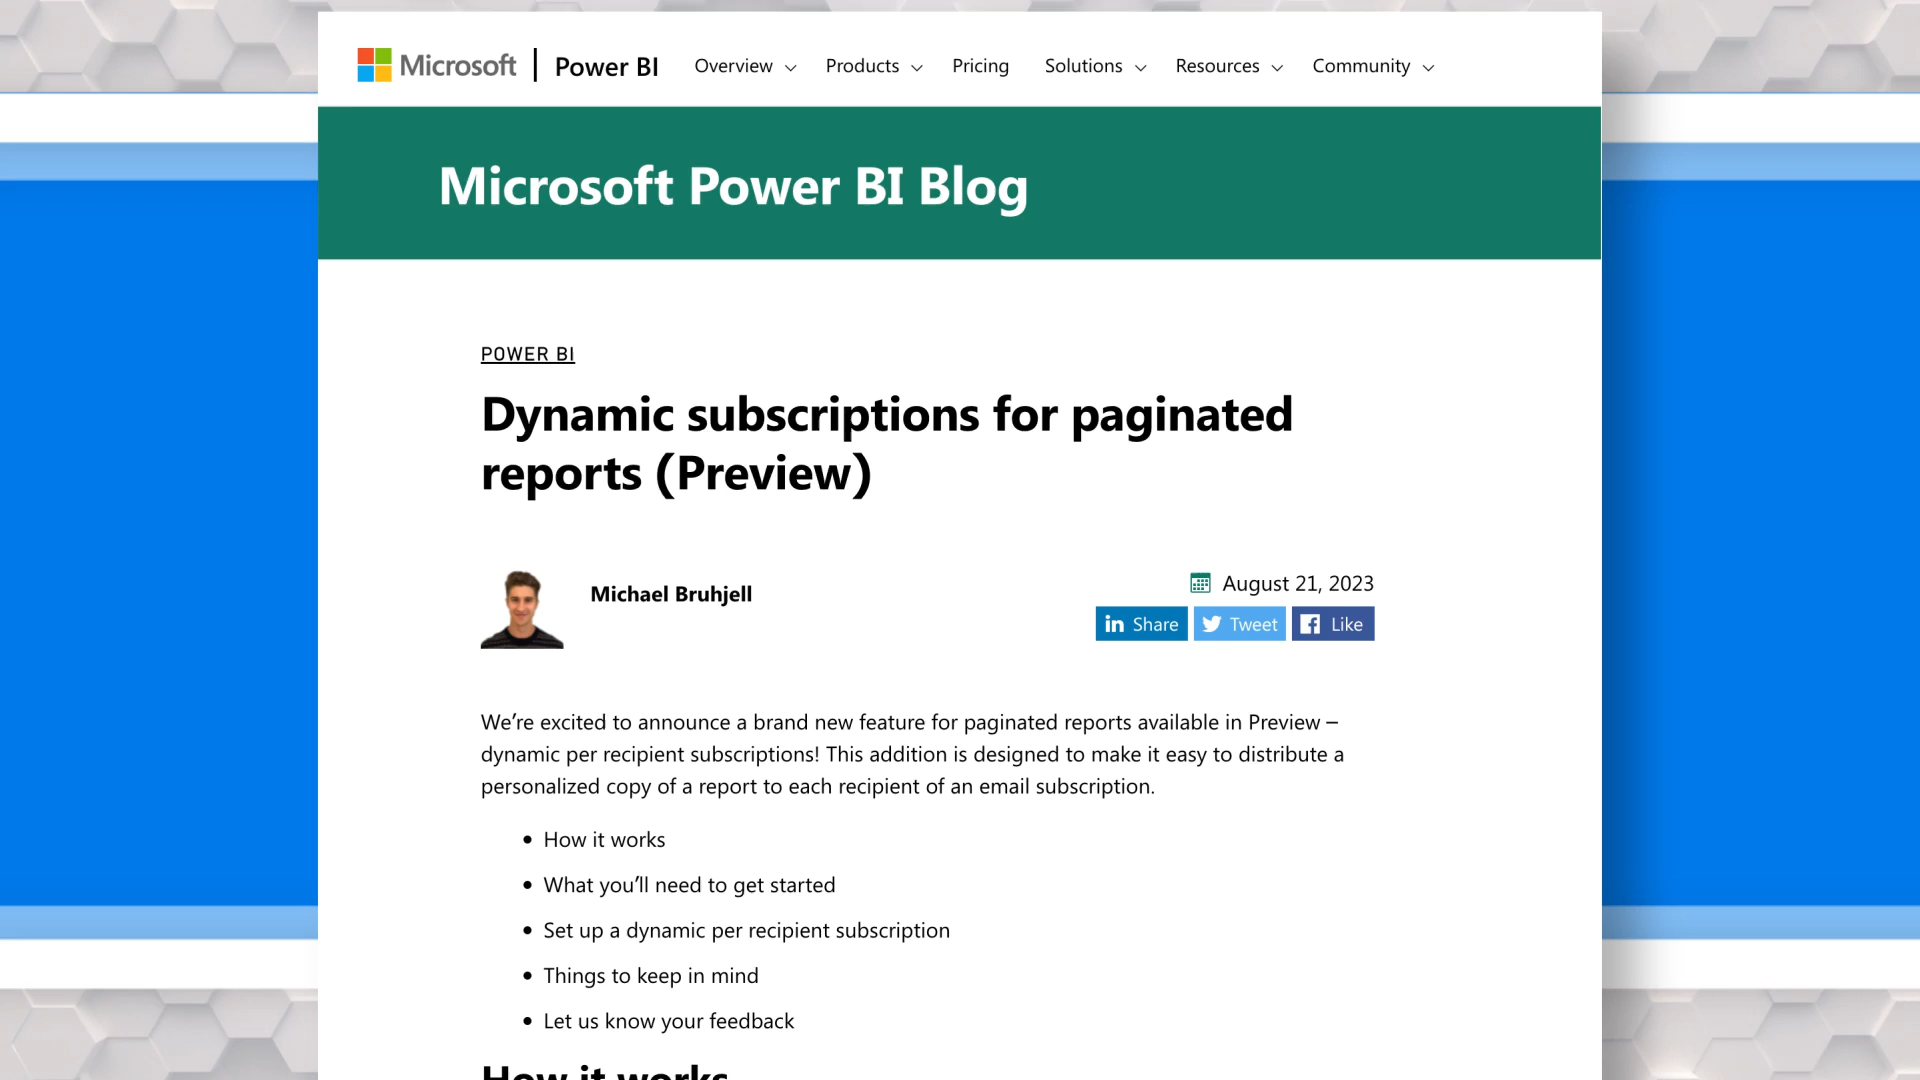 Microsoft | Power BI Overview Products Pricing Solutions Resources Community
Microsoft Power BI Blog
POWER BI
Dynamic subscriptions for paginated
reports (Preview)
Michael Bruhjell
August 21, 2023
in Share Tweet Like
We’re excited to announce a brand new feature for paginated reports available in Preview –
dynamic per recipient subscriptions! This addition is designed to make it easy to distribute a
personalized copy of a report to each recipient of an email subscription.
• How it works
• What you’ll need to get started
• Set up a dynamic per recipient subscription
• Things to keep in mind
• Let us know your feedback
How it works